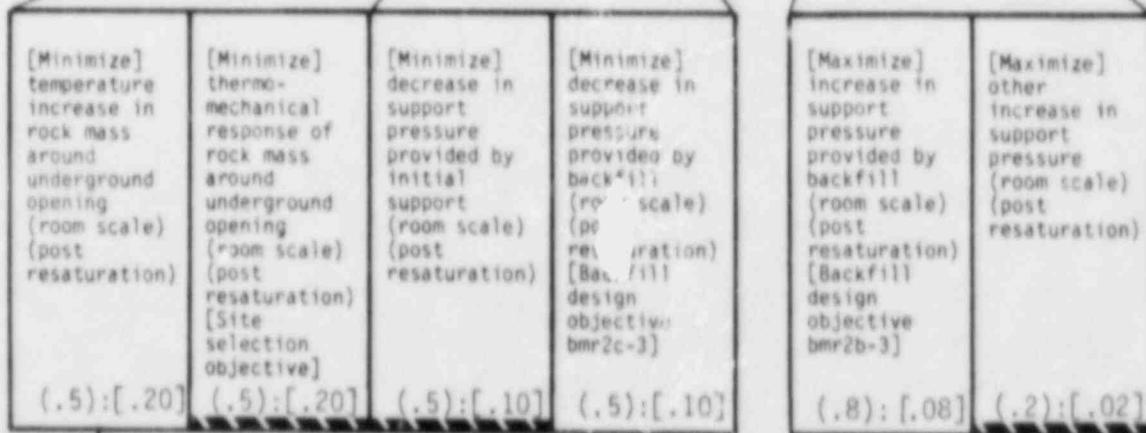 [Minimize]
temperature
increase in
rock mass
around
underground
opening
(room scale)
(post
resaturation)
(.5):[.20]
[Minimize]
thermo-
mechanical
response of
rock mass
around
underground
opening
(room scale)
(post
resaturation)
[Site
selection
objective]
(.5):[.20]
[Minimize]
decrease in
support
pressure
provided by
initial
support
(room scale)
(post
resaturation)
(.5):[.10]
[Minimize]
decrease in
support
pressure
provided by
backfill
scale)
design
objective
bmr2c-3]
(.5):[.10]
[Maximize]
increase in
support
pressure
provided by
backfill
(room scale)
(post
resaturation)
[Backfill
design
objective
bmr2b-3]
(.8):[.08]
[Maximize]
other
increase in
support
pressure
(room scale)
(post
resaturation)
(.2):[.02]